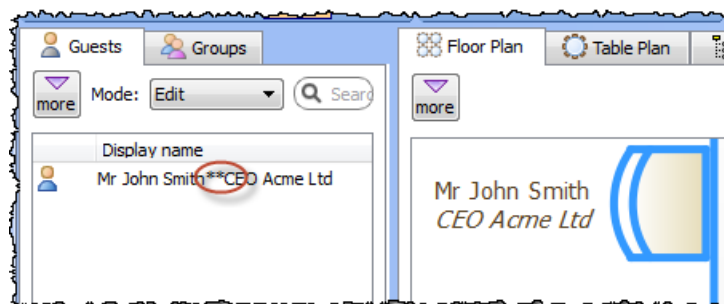 Guests
Groups
Floor Plan
Table Plan
more
Mode:
Edit
Searc
more
Display name
Mr John Smith**CEO Acme Ltd
Mr John Smith
CEO Acme Ltd